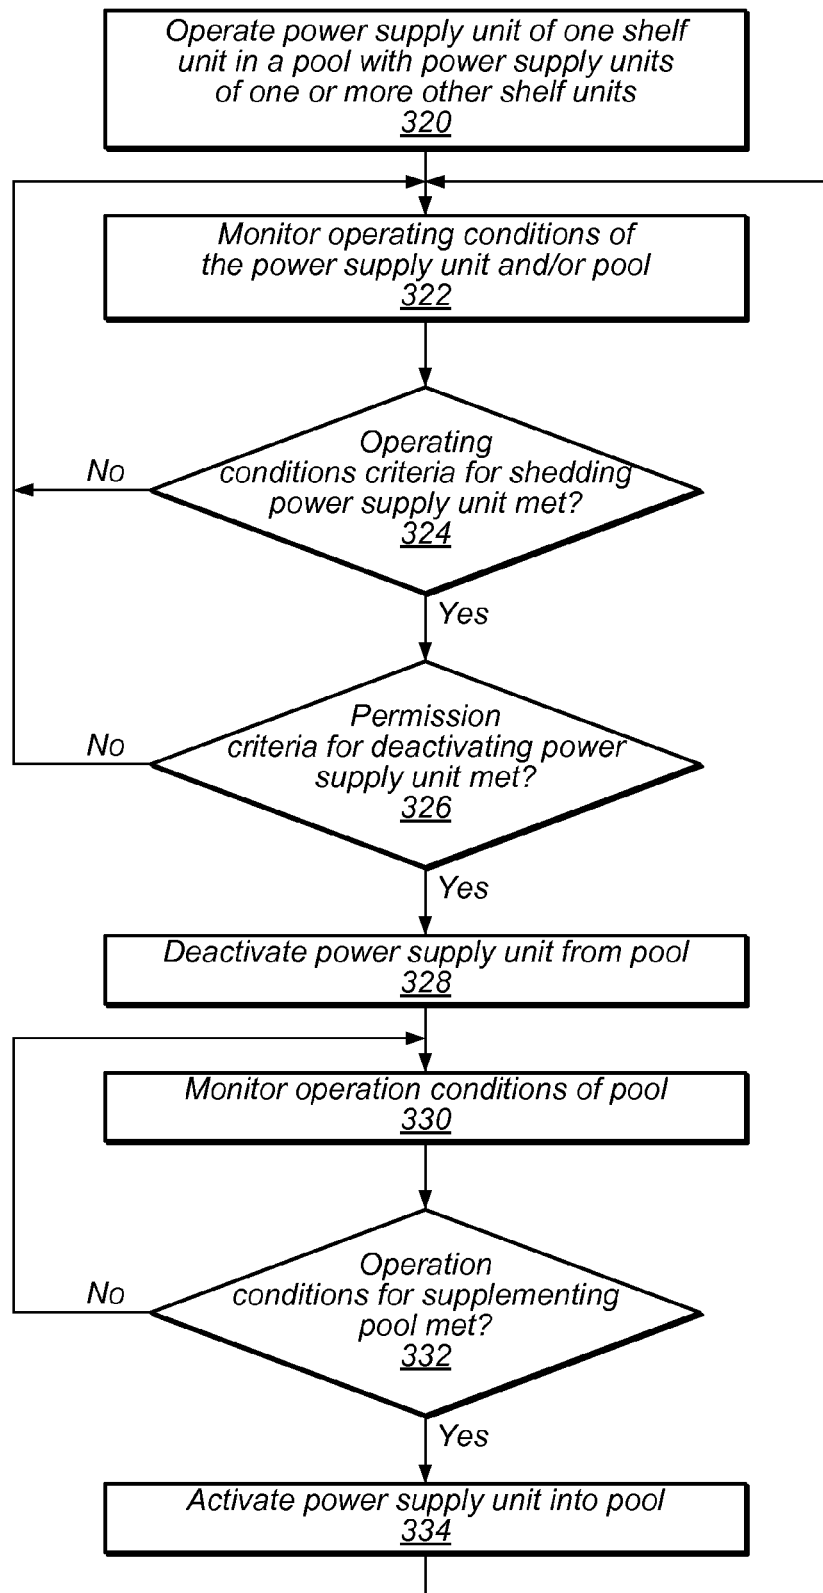 Operate power supply unit of one shelf
unit in a pool with power supply units
of one or more other shelf units
320
Monitor operating conditions of
the power supply unit and/or pool
322
Operating
conditions criteria for shedding
power supply unit met?
324
No
Yes
Permission
criteria for deactivating power
supply unit met?
326
No
Yes
Deactivate power supply unit from pool
328
Monitor operation conditions of pool
330
Operation
conditions for supplementing
pool met?
332
No
Yes
Activate power supply unit into pool
334